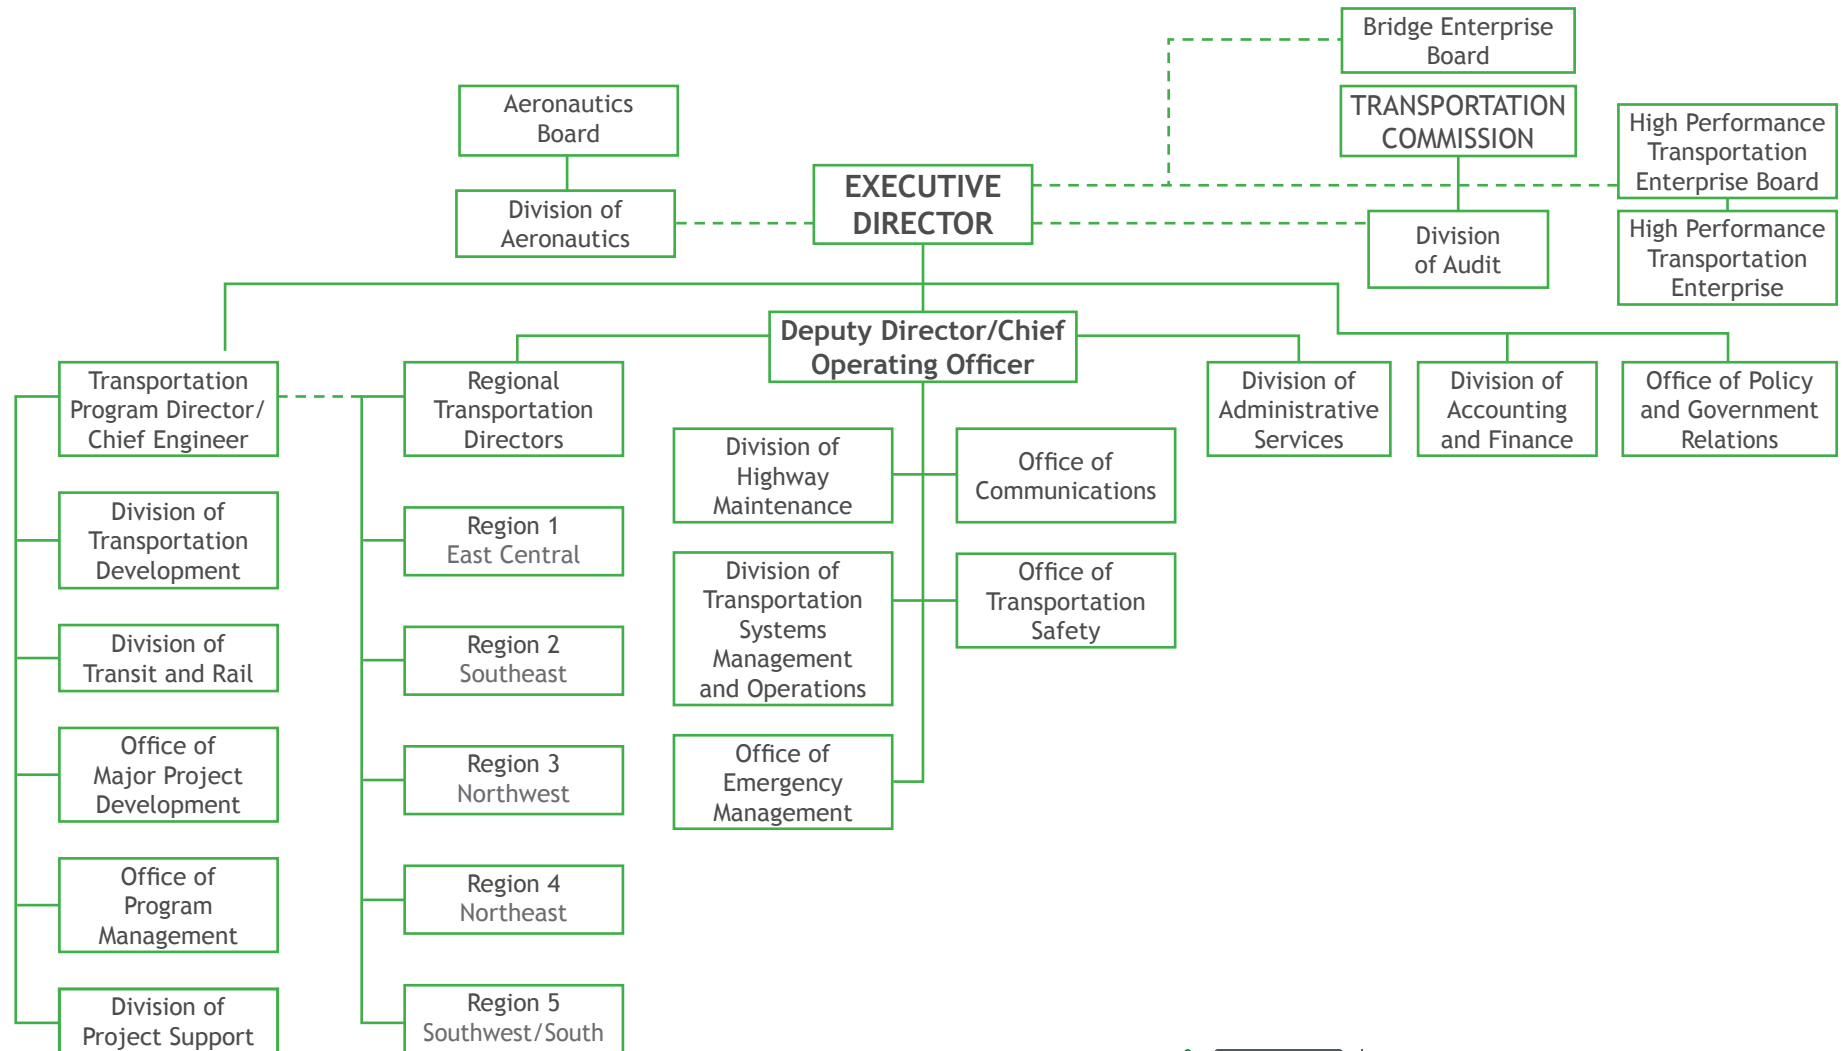 Bridge Enterprise
Board
Aeronautics
Board
TRANSPORTATION
COMMISSION
High Performance
Transportation
Enterprise Board
EXECUTIVE
DIRECTOR
Division of
Aeronautics
Division
of Audit
High Performance
Transportation
Enterprise
Deputy Director/Chief
Operating Officer
Transportation
Program Director/
Chief Engineer
Regional
Transportation
Directors
Division of
Administrative
Services
Division of
Accounting
and Finance
Office of Policy
and Government
Relations
Division of
Highway
Maintenance
Office of
Communications
Division of
Transportation
Development
Region 1
East Central
Division of
Transportation
Systems
Management
and Operations
Office of
Transportation
Safety
Division of
Transit and Rail
Region 2
Southeast
Office of
Major Project
Development
Region 3
Northwest
Office of
Emergency
Management
Office of
Program
Management
Region 4
Northeast
Division of
Project Support
Region 5
Southwest/South